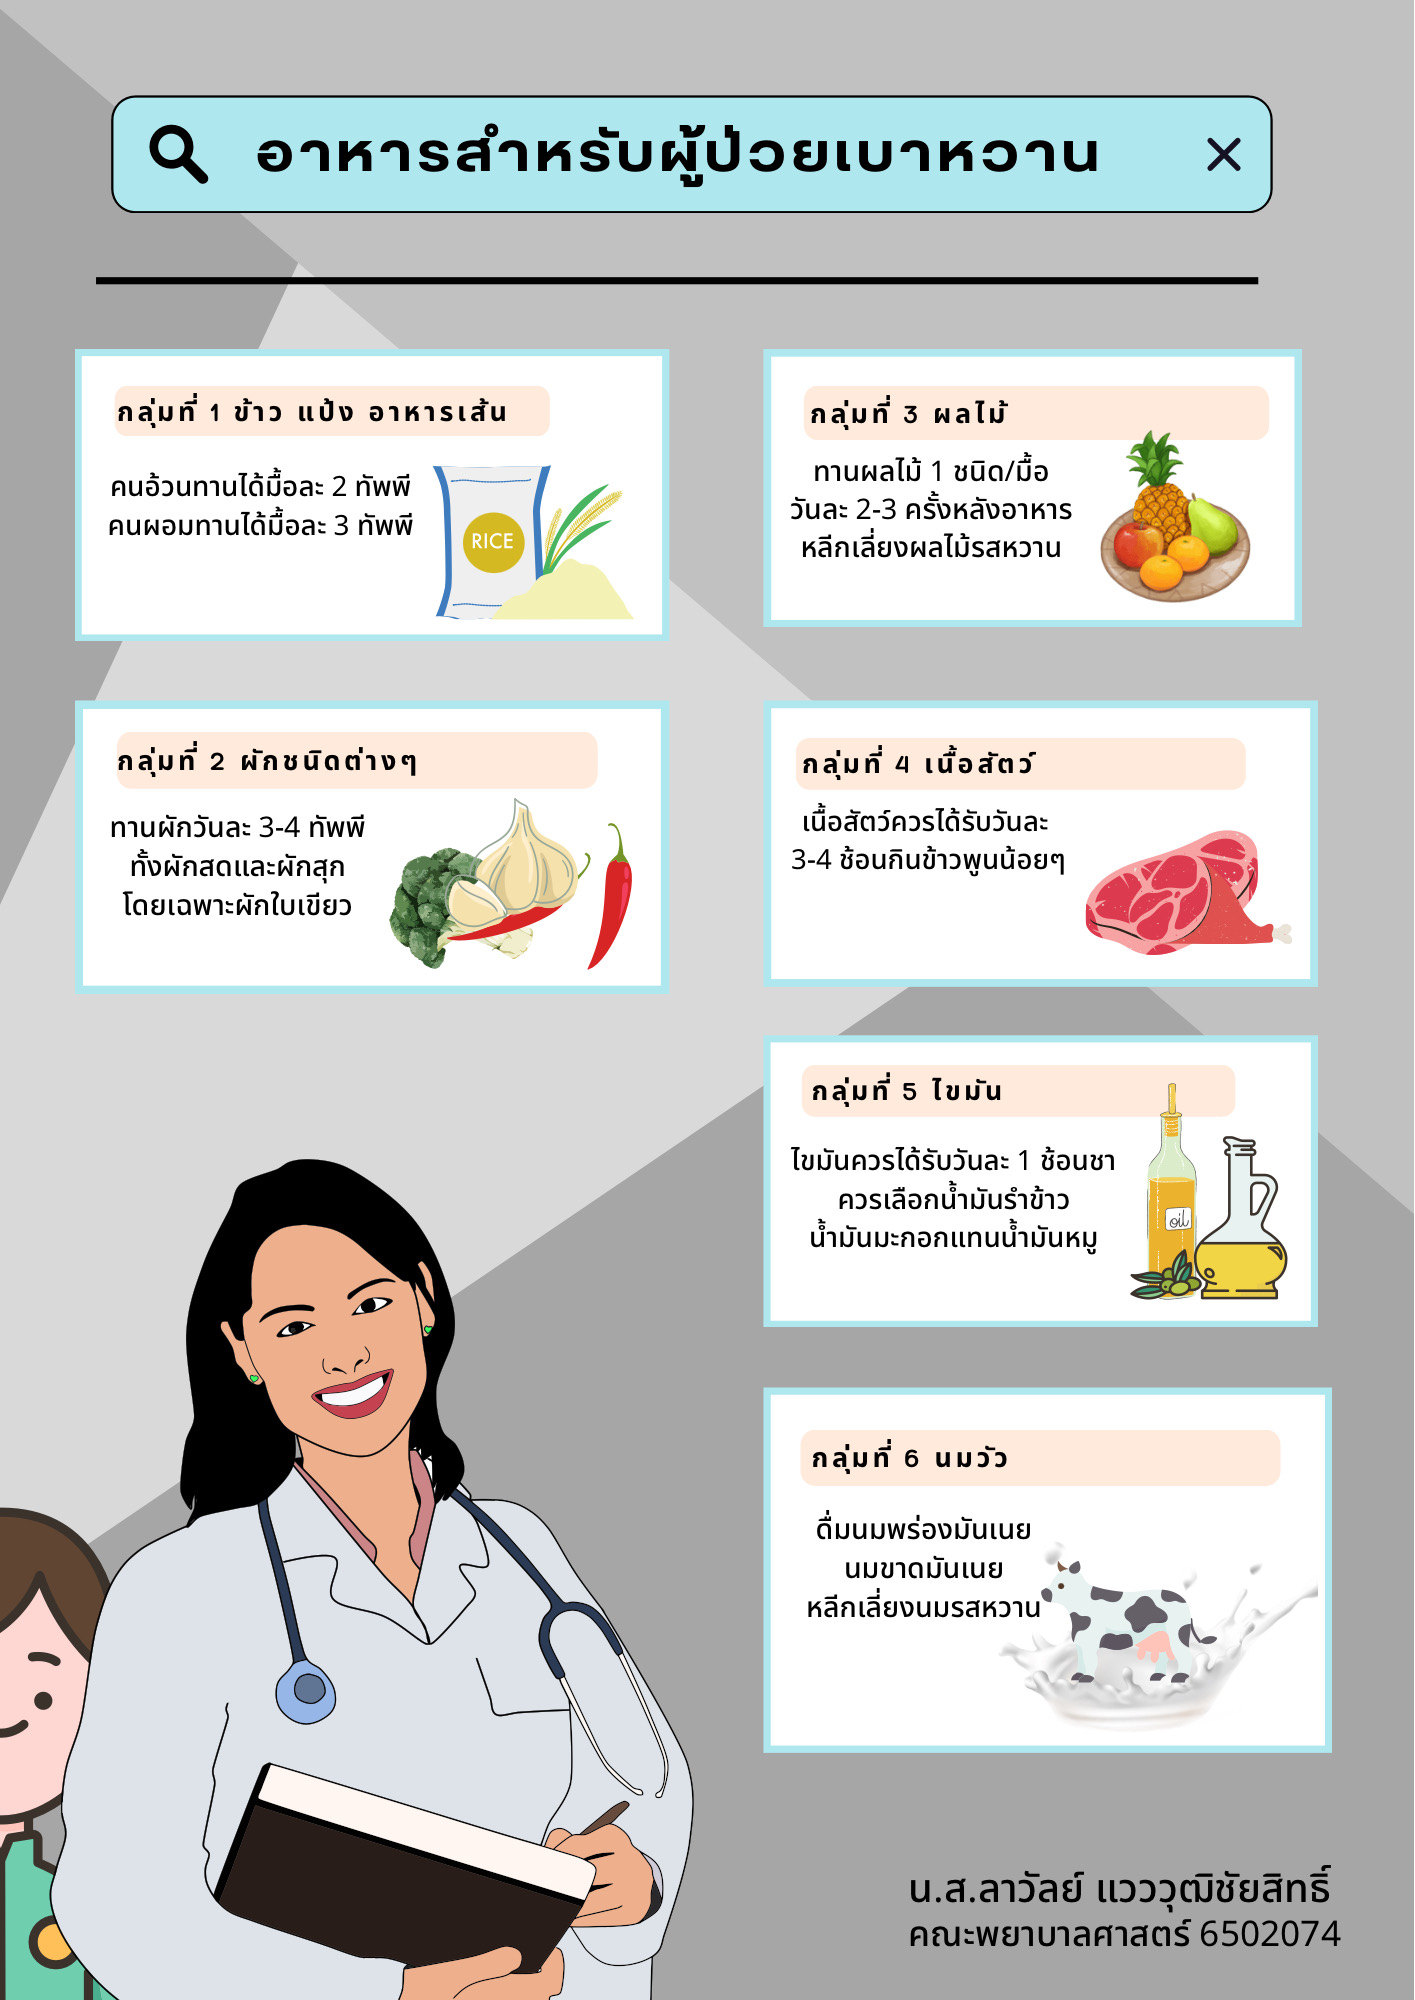 อาหารสำหรับผู้ป่วยเบาหวาน
กลุ่มที่ 1 ข้าว แป้ง อาหารเส้น
คนอ้วนทานได้มื้อละ 2 ทัพพี
คนผอมทานได้มื้อละ 3 ทัพพี
RICE
กลุ่มที่ 2 ผักชนิดต่างๆ
ทานผักวันละ 3-4 ทัพพี
ทั้งผักสดและผักสุก
โดยเฉพาะผักใบเขียว
กลุ่มที่ 3 ผลไม้
ทานผลไม้ 1 ชนิด/มื้อ
วันละ 2-3 ครั้งหลังอาหาร
หลีกเลี่ยงผลไม้รสหวาน
กลุ่มที่ 4 เนื้อสัตว์
เนื้อสัตว์ควรได้รับวันละ
3-4 ช้อนกินข้าวพูนน้อยๆ
กลุ่มที่ 5 ไขมัน
ไขมันควรได้รับวันละ 1 ช้อนชา
ควรเลือกน้ำมันรำข้าว
น้ำมันมะกอกแทนน้ำมันหมู
oil
กลุ่มที่ 6 นมวัว
ดื่มนมพร่องมันเนย
นมขาดมันเนย
หลีกเลี่ยงนมรสหวาน
น.ส.ลาวัลย์ แวววุฒิชัยสิทธิ์
คณะพยาบาลศาสตร์ 6502074